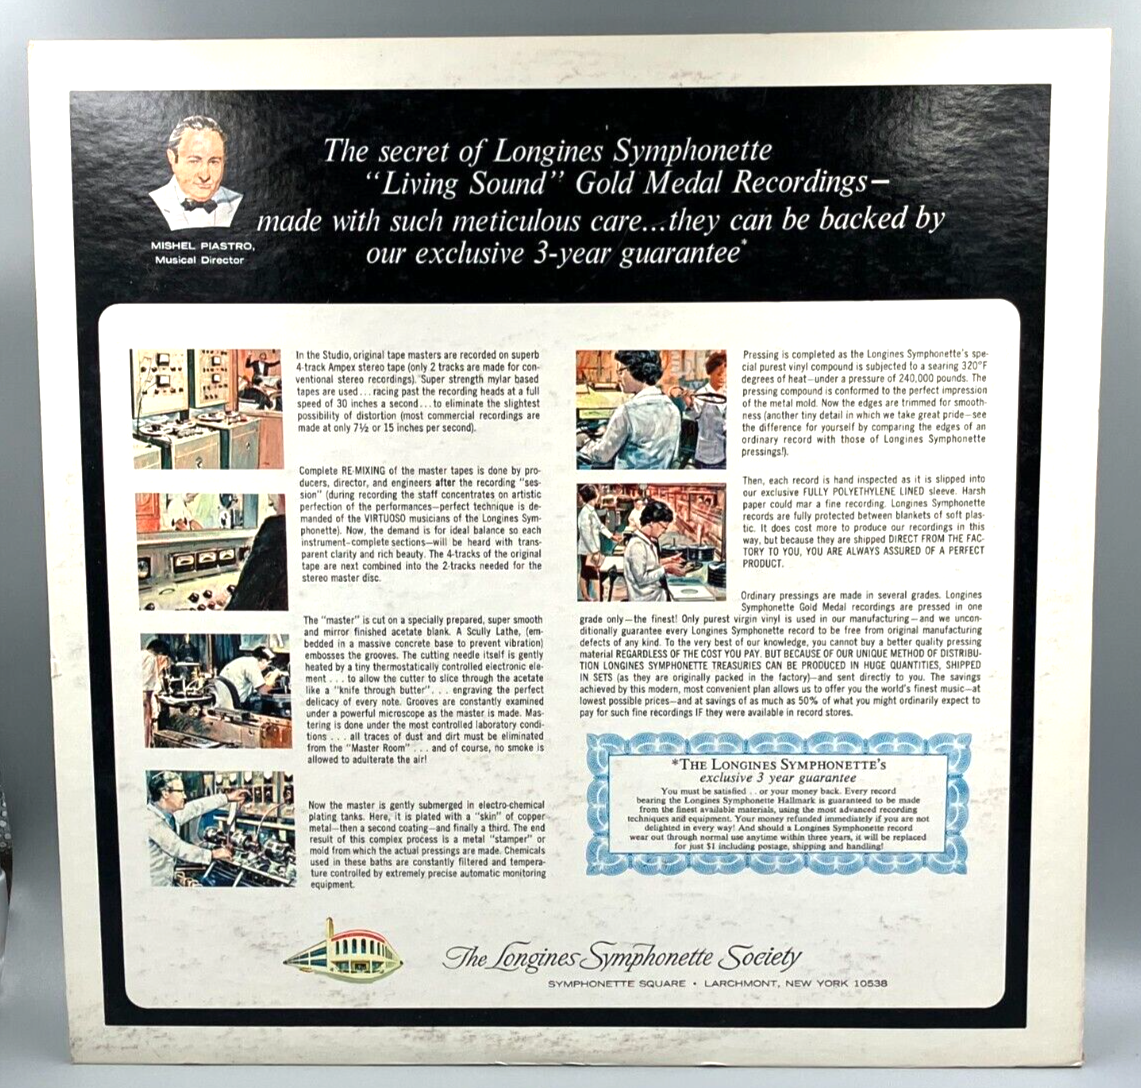 The secret of Longines Symphonette
"Living Sound" Gold Medal Recordings—
made with such meticulous care...they can be backed by
our exclusive 3-year guarantee*
MISHEL PIASTRO,
Musical Director
In the Studio, original tape masters are recorded on superb
4-track Ampex stereo tape (only 2 tracks are made for con-
ventional stereo recordings). Super strength mylar based
tapes are used...racing past the recording heads at a full
speed of 30 inches a second...to eliminate the slightest
possibility of distortion (most commercial recordings are
made at only 7½ or 15 inches per second).
Complete RE-MIXING of the master tapes is done by pro-
ducers, director, and engineers after the recording "ses-
sion" (during recording the staff concentrates on artistic
perfection of the performances—perfect technique is de-
manded of the VIRTUOSO musicians of the Longines Sym-
phonette). Now, the demand is for ideal balance so each
instrument-complete sections—will be heard with trans-
parent clarity and rich beauty. The 4-tracks of the original
tape are next combined into the 2-tracks needed for the
stereo master disc.
The "master" is cut on a specially prepared, super smooth
and mirror finished acetate blank. A Scully Lathe, (em-
bedded in a massive concrete base to prevent vibration)
embosses the grooves. The cutting needle itself is gently
heated by a tiny thermostatically controlled electronic ele-
ment . . . to allow the cutter to slice through the acetate
like a "knife through butter". . . engraving the perfect
delicacy of every note. Grooves are constantly examined
under a powerful microscope as the master is made. Mas-
tering is done under the most controlled laboratory condi-
tions . . . all traces of dust and dirt must be eliminated
from the "Master Room" . . . and of course, no smoke is
allowed to adulterate the air!
Now the master is gently submerged in electro-chemical
plating tanks. Here, it is plated with a "skin" of copper
metal—then a second coating—and finally a third. The end
result of this complex process is a metal "stamper" or
mold from which the actual pressings are made. Chemicals
used in these baths are constantly filtered and tempera-
ture controlled by extremely precise automatic monitoring
equipment.
Pressing is completed as the Longines Symphonette's spe-
cial purest vinyl compound is subjected to a searing 320°F
degrees of heat—under a pressure of 240,000 pounds. The
pressing compound is conformed to the perfect impression
of the metal mold. Now the edges are trimmed for smooth-
ness (another tiny detail in which we take great pride—see
the difference for yourself by comparing the edges of an
ordinary record with those of Longines Symphonette
pressings!).
Then, each record is hand inspected as it is slipped into
our exclusive FULLY POLYETHYLENE LINED sleeve. Harsh
paper could mar a fine recording. Longines Symphonette
records are fully protected between blankets of soft plas-
tic. It does cost more to produce our recordings in this
way, but because they are shipped DIRECT FROM THE FAC-
TORY TO YOU, YOU ARE ALWAYS ASSURED OF A PERFECT
PRODUCT.
Ordinary pressings are made in several grades. Longines
Symphonette Gold Medal recordings are pressed in one
grade only—the finest! Only purest virgin vinyl is used in our manufacturing—and we uncon-
ditionally guarantee every Longines Symphonette record to be free from original manufacturing
defects of any kind. To the very best of our knowledge, you cannot buy a better quality pressing
material REGARDLESS OF THE COST YOU PAY. BUT BECAUSE OF OUR UNIQUE METHOD OF DISTRIBU-
TION LONGINES SYMPHONETTE TREASURIES CAN BE PRODUCED IN HUGE QUANTITIES, SHIPPED
IN SETS (as they are originally packed in the factory)—and sent directly to you. The savings
achieved by this modern, most convenient plan allows us to offer you the world's finest music—at
lowest possible prices—and at savings of as much as 50% of what you might ordinarily expect to
pay for such fine recordings IF they were available in record stores.
*THE LONGINES SYMPHONETTE'S
exclusive 3 year guarantee
You must be satisfied . . or your money back. Every record
bearing the Longines Symphonette Hallmark is guaranteed to be made
from the finest available materials, using the most advanced recording
techniques and equipment. Your money refunded immediately if you are not
delighted in every way! And should a Longines Symphonette record
wear out through normal use anytime within three years, it will be replaced
for just $1 including postage, shipping and handling!
The Longines Symphonette Society
SYMPHONETTE SQUARE • LARCHMONT, NEW YORK 10538